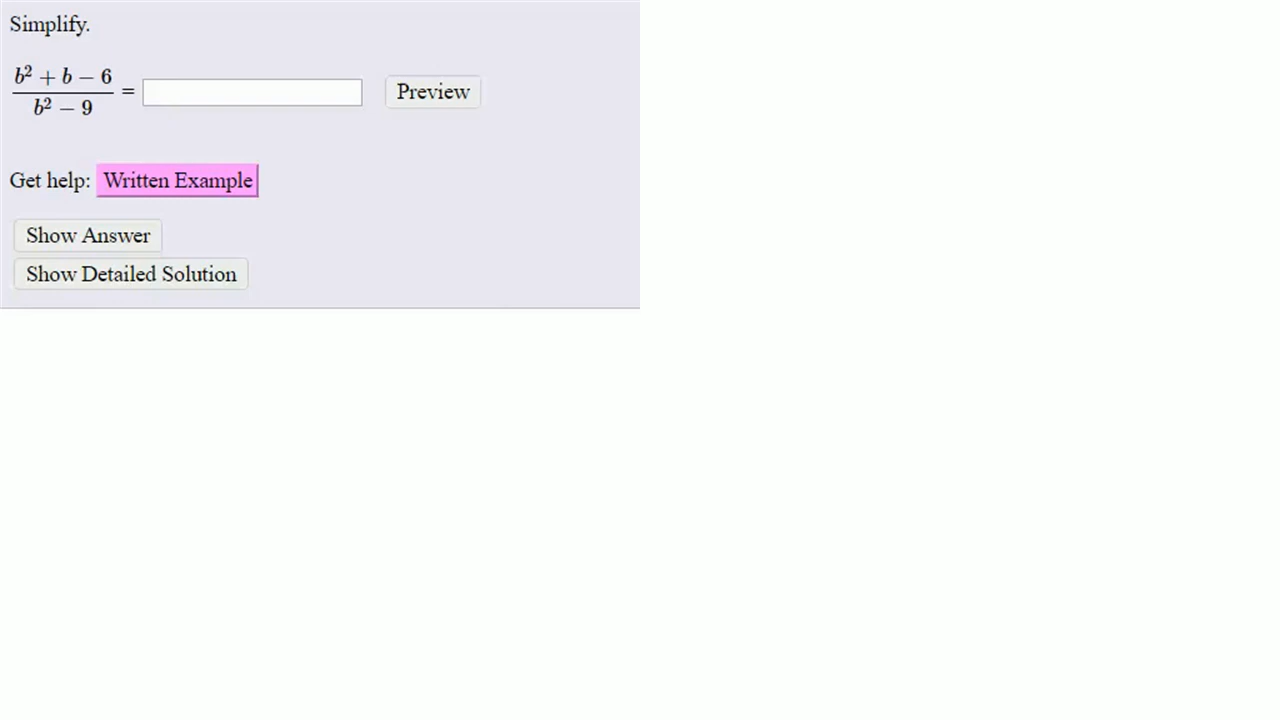 Simplify.
b² + b − 6
b² − 9
= Preview
Get help: Written Example
Show Answer
Show Detailed Solution